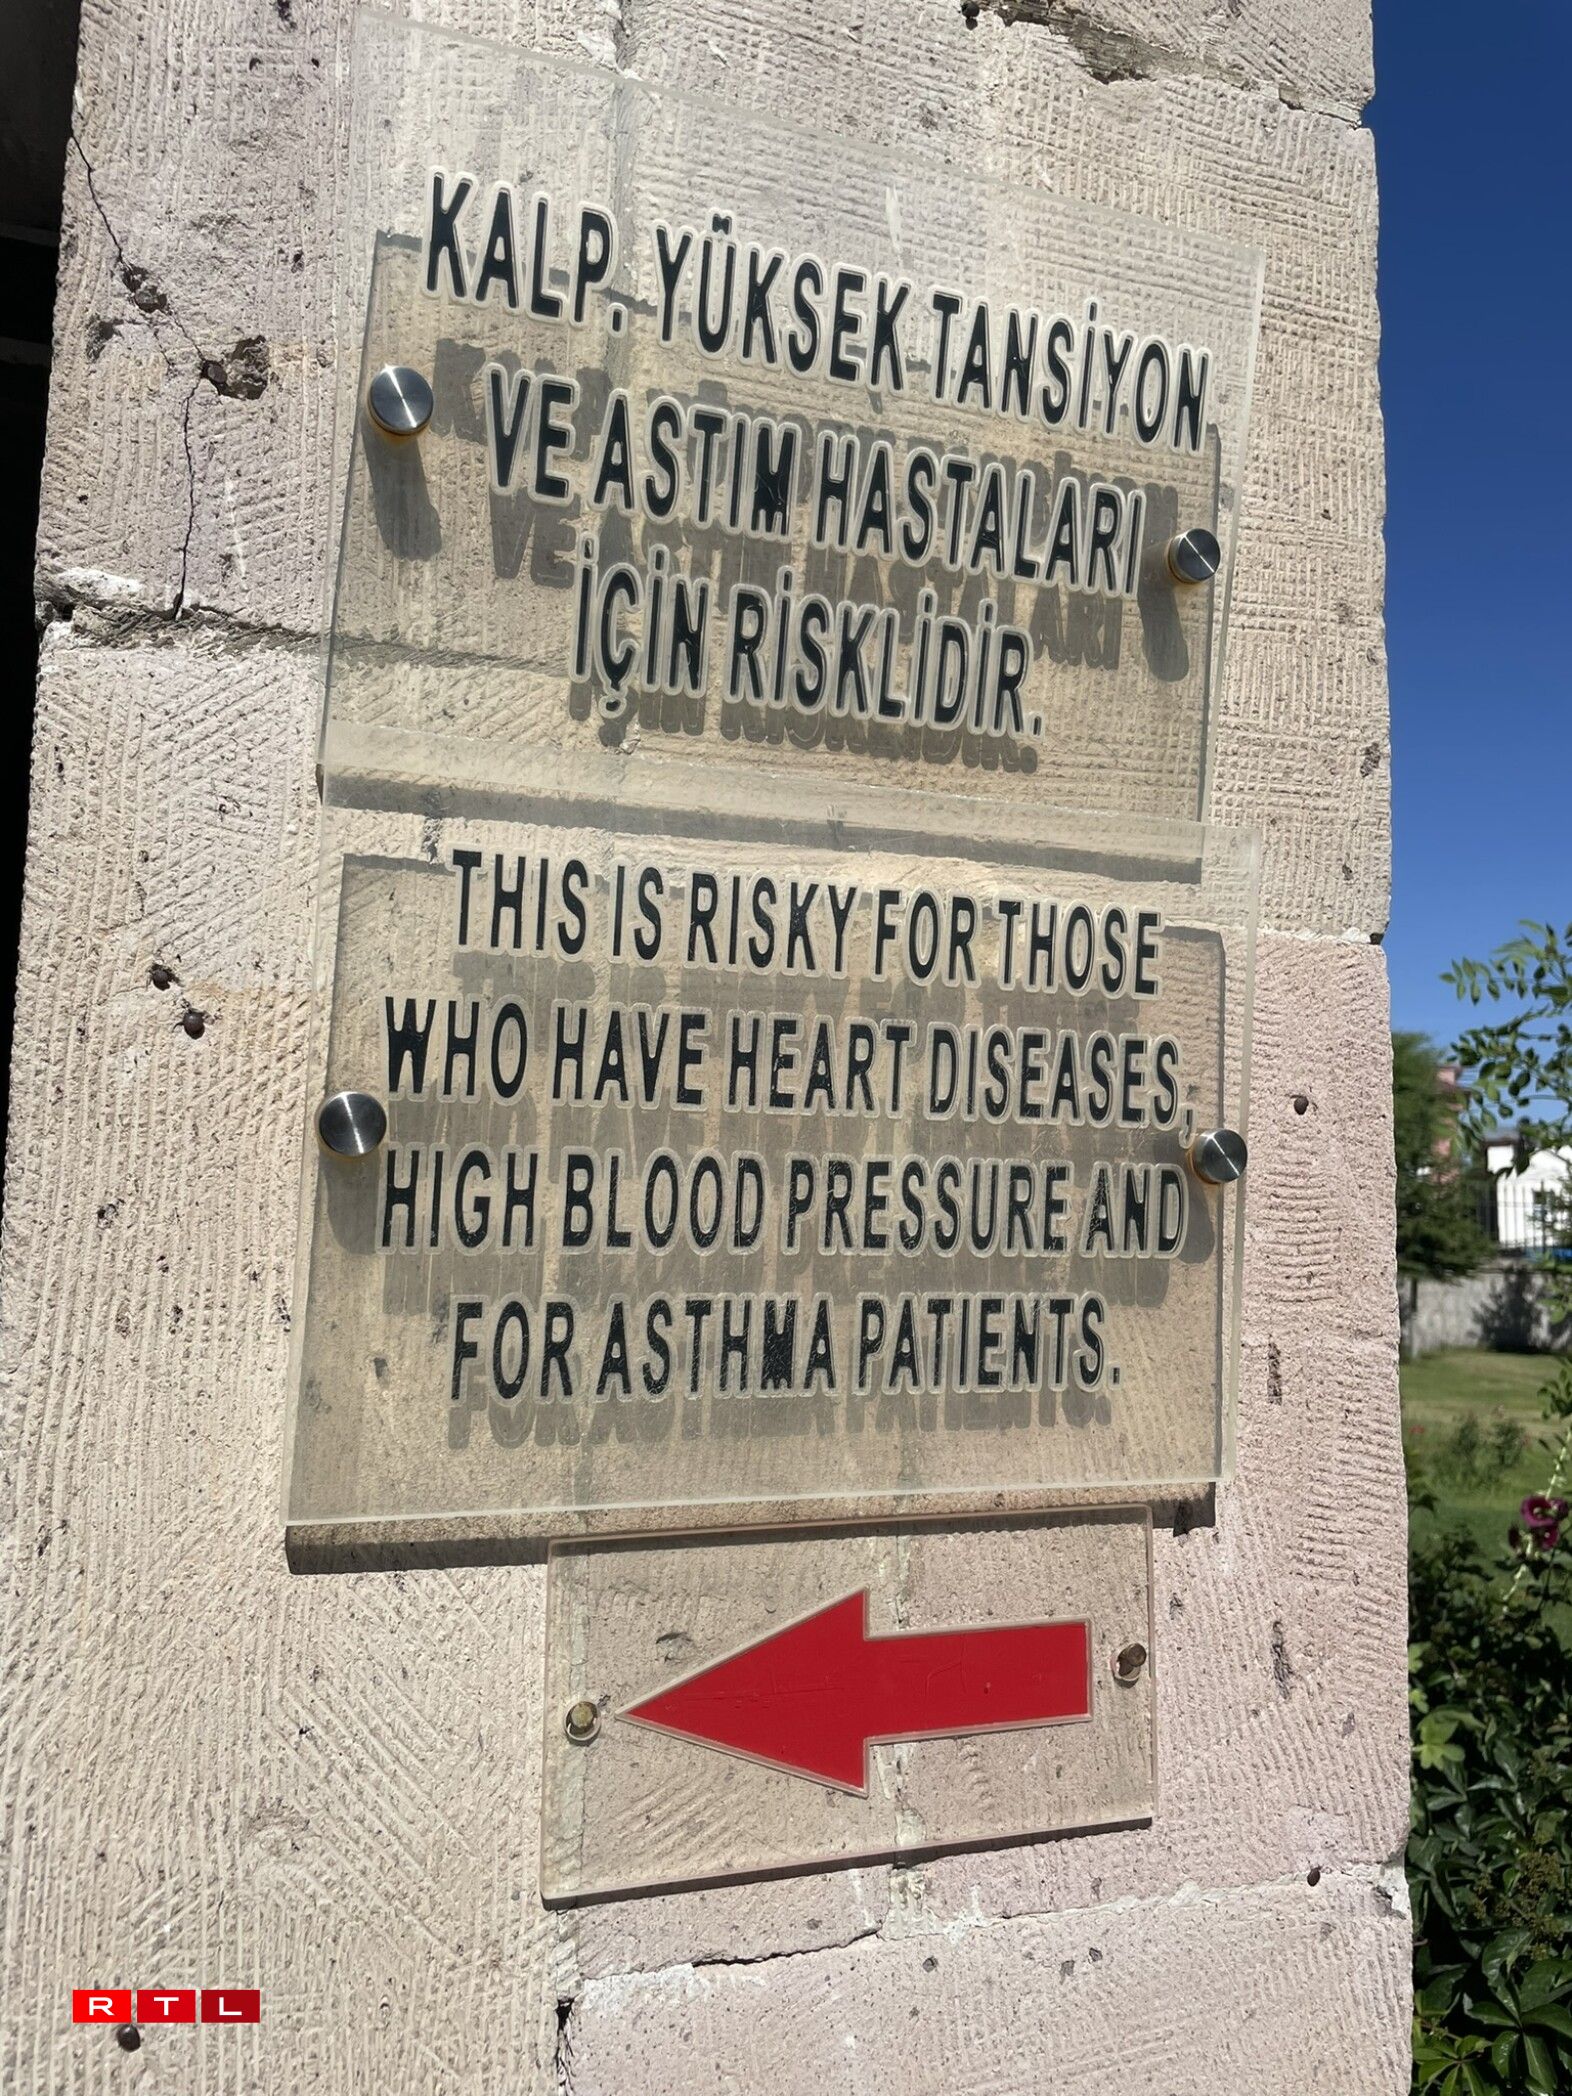 KALP. YÜKSEK TANSİYON
VE ASTIM HASTALARI
İÇİN RİSKLİDİR.
THIS IS RISKY FOR THOSE
WHO HAVE HEART DISEASES,
HIGH BLOOD PRESSURE AND
FOR ASTHMA PATIENTS.
RTL